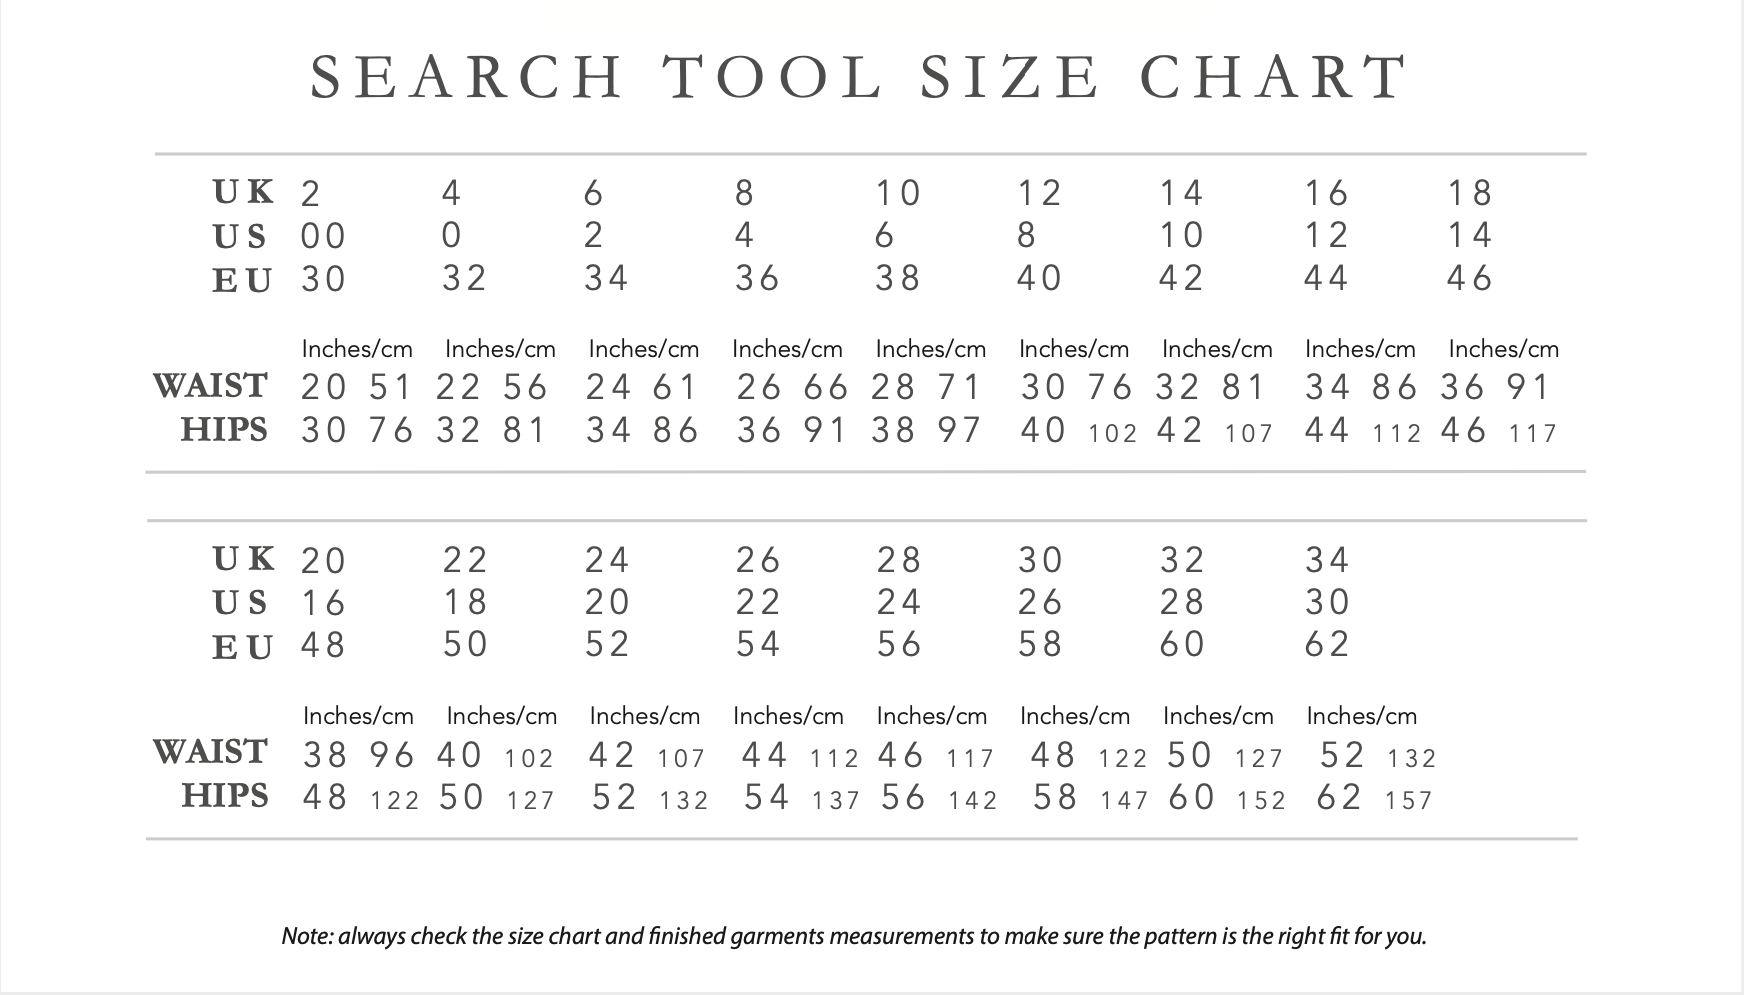 SEARCH TOOL SIZE CHART
UK 2 4 6 8 10 12 14 16 18
US 00 0 2 4 6 8 10 12 14
EU 30 32 34 36 38 40 42 44 46
Inches/cm Inches/cm Inches/cm Inches/cm Inches/cm Inches/cm Inches/cm Inches/cm Inches/cm
WAIST 20 51 22 56 24 61 26 66 28 71 30 76 32 81 34 86 36 91
HIPS 30 76 32 81 34 86 36 91 38 97 40 102 42 107 44 112 46 117
UK 20 22 24 26 28 30 32 34
US 16 18 20 22 24 26 28 30
EU 48 50 52 54 56 58 60 62
Inches/cm Inches/cm Inches/cm Inches/cm Inches/cm Inches/cm Inches/cm Inches/cm
WAIST 38 96 40 102 42 107 44 112 46 117 48 122 50 127 52 132
HIPS 48 122 50 127 52 132 54 137 56 142 58 147 60 152 62 157
Note: always check the size chart and finished garments measurements to make sure the pattern is the right fit for you.